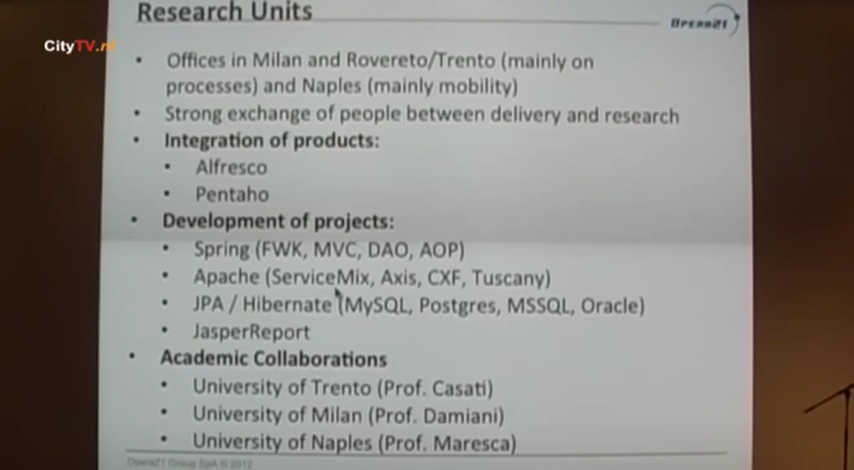 Research Units
OPERA21
CityTV.nl
• Offices in Milan and Rovereto/Trento (mainly on
processes) and Naples (mainly mobility)
• Strong exchange of people between delivery and research
• Integration of products:
• Alfresco
• Pentaho
• Development of projects:
• Spring (FWK, MVC, DAO, AOP)
• Apache (ServiceMix, Axis, CXF, Tuscany)
• JPA / Hibernate (MySQL, Postgres, MSSQL, Oracle)
• JasperReport
• Academic Collaborations
• University of Trento (Prof. Casati)
• University of Milan (Prof. Damiani)
• University of Naples (Prof. Maresca)
Opera21 Group SpA © 2012